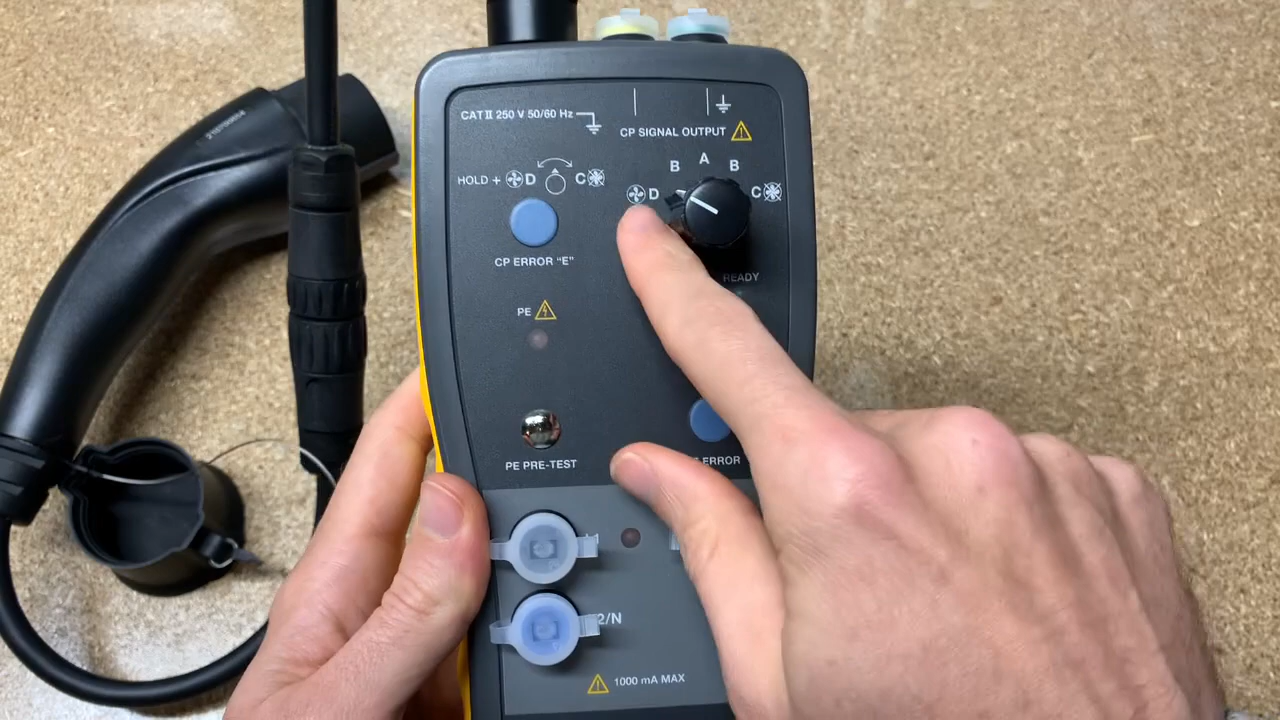 CAT II 250 V 50/60 Hz
CP SIGNAL OUTPUT
B A B
HOLD + D C
D C
CP ERROR "E"
READY
PE
PE PRE-TEST
ERROR
2/N
1000 mA MAX